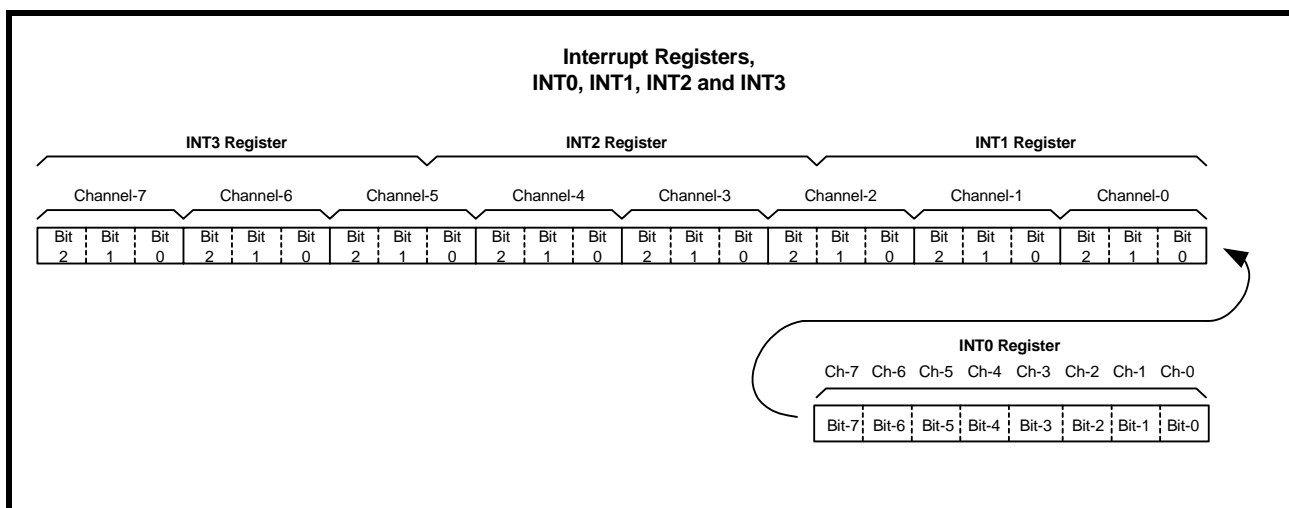 Interrupt Registers,
INT0, INT1, INT2 and INT3
INT3 Register INT2 Register INT1 Register
Channel-7 Channel-6 Channel-5 Channel-4 Channel-3 Channel-2 Channel-1 Channel-0
Bit Bit Bit Bit Bit Bit Bit Bit Bit Bit Bit Bit Bit Bit Bit Bit Bit Bit Bit Bit Bit Bit Bit Bit
2 1 0 2 1 0 2 1 0 2 1 0 2 1 0 2 1 0 2 1 0 2 1 0
INT0 Register
Ch-7 Ch-6 Ch-5 Ch-4 Ch-3 Ch-2 Ch-1 Ch-0
Bit-7 Bit-6 Bit-5 Bit-4 Bit-3 Bit-2 Bit-1 Bit-0